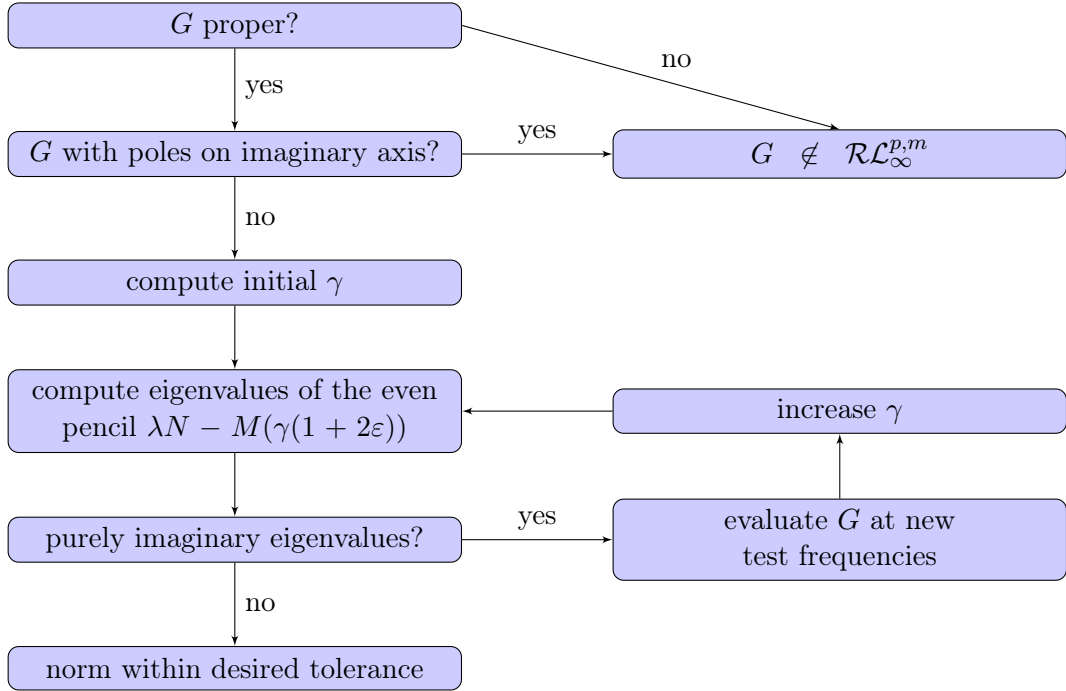 G proper?
no
yes
G with poles on imaginary axis?
yes
G ∉ 𝓡𝓛∞^{p,m}
no
compute initial γ
compute eigenvalues of the even
pencil λN − M(γ(1 + 2ε))
increase γ
purely imaginary eigenvalues?
yes
evaluate G at new
test frequencies
no
norm within desired tolerance